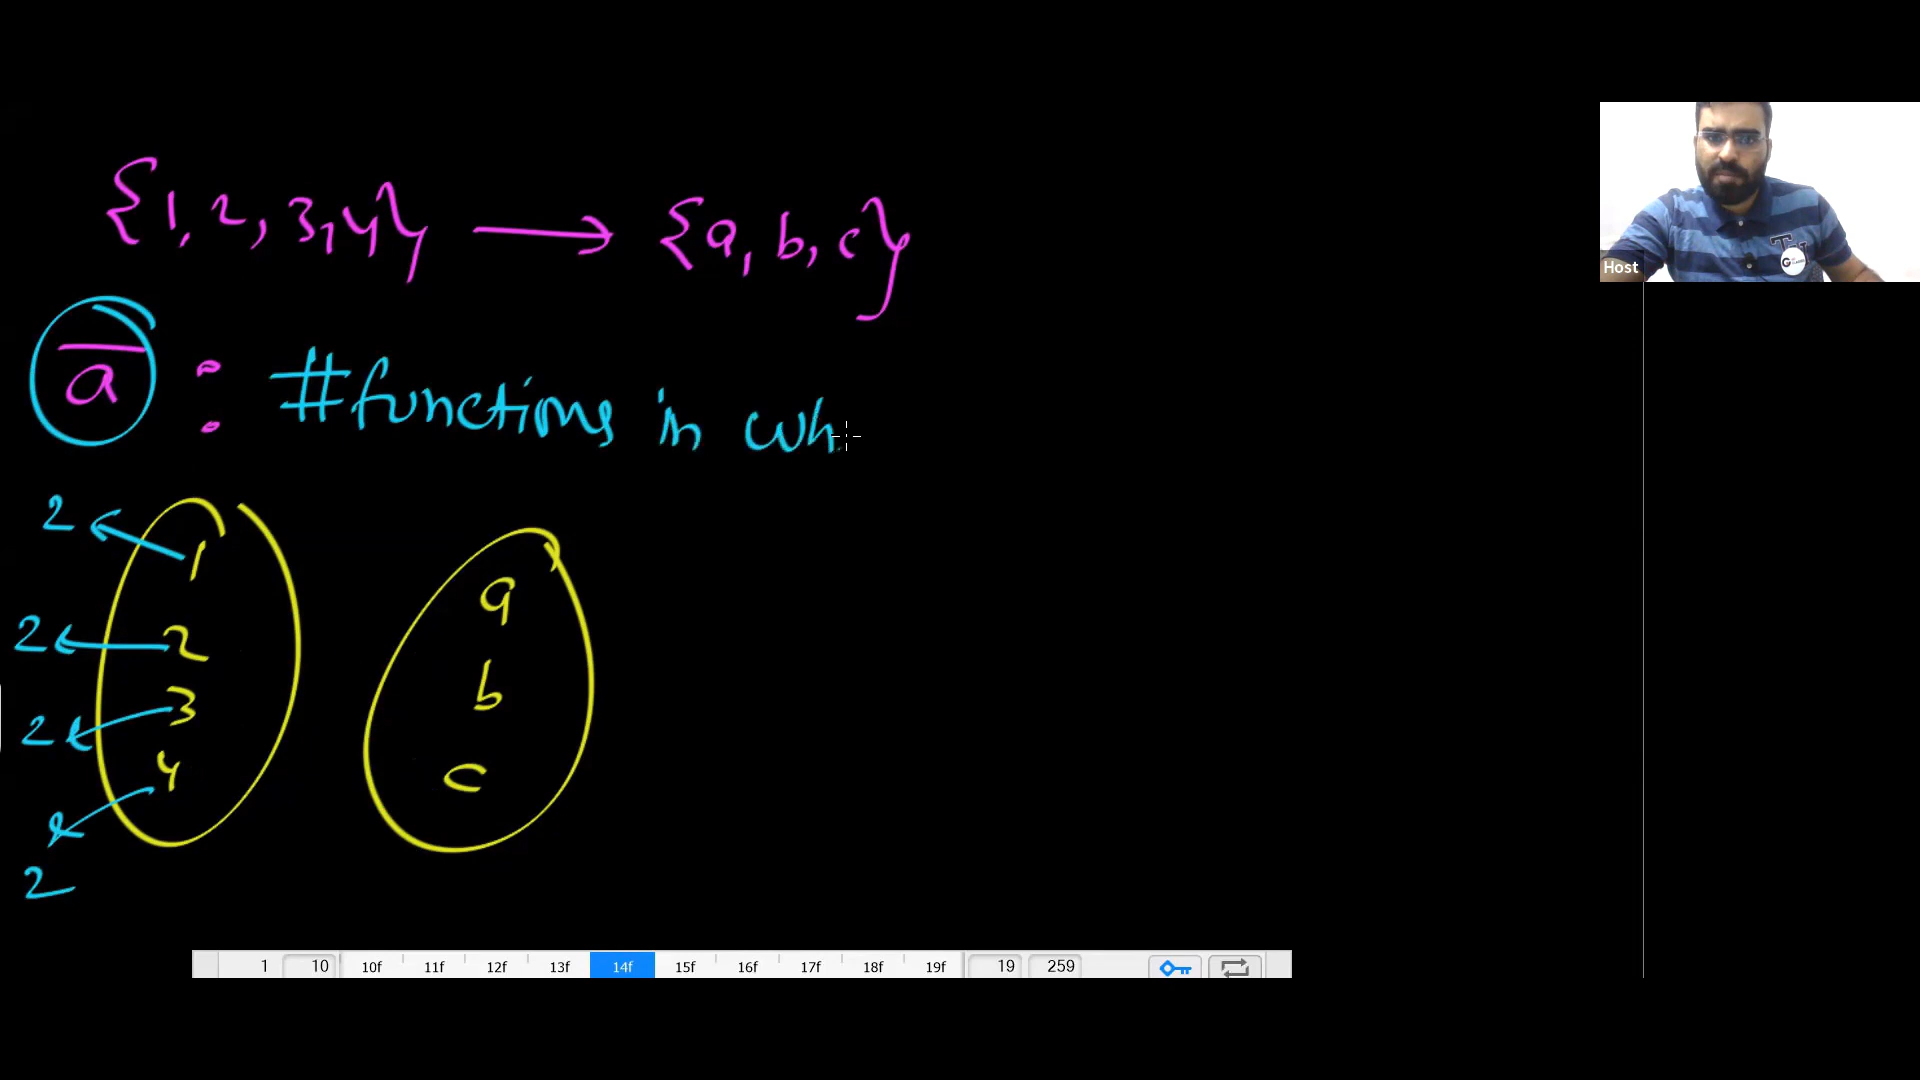 {1, 2, 3, 4} → {a, b, c}
a̅ : #functions in wh
2 ← 1
2 ← 2
2 ← 3
2 ← 4
a
b
c
Host
1 10 10f 11f 12f 13f 14f 15f 16f 17f 18f 19f 19 259